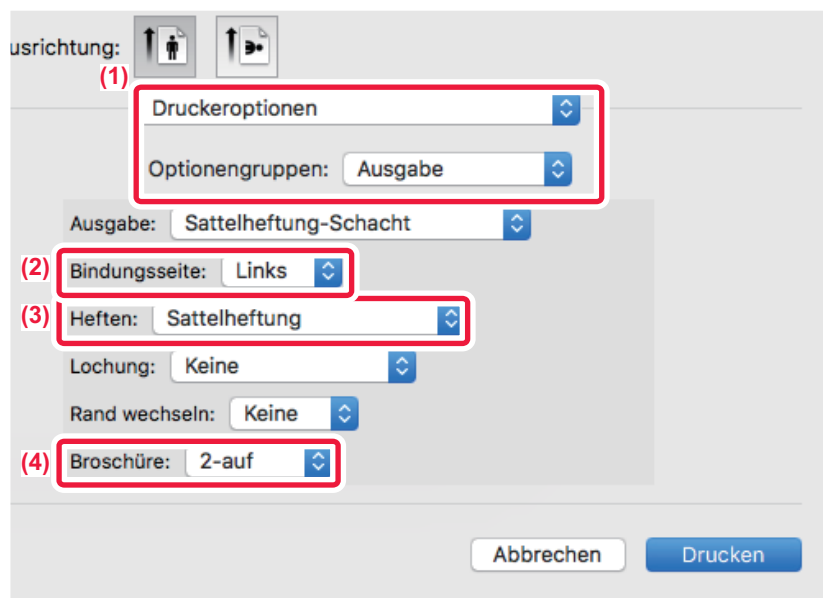 usrichtung:
(1)
Druckeroptionen
Optionengruppen: Ausgabe
Ausgabe: Sattelheftung-Schacht
(2) Bindungsseite: Links
(3) Heften: Sattelheftung
Lochung: Keine
Rand wechseln: Keine
(4) Broschüre: 2-auf
Abbrechen Drucken